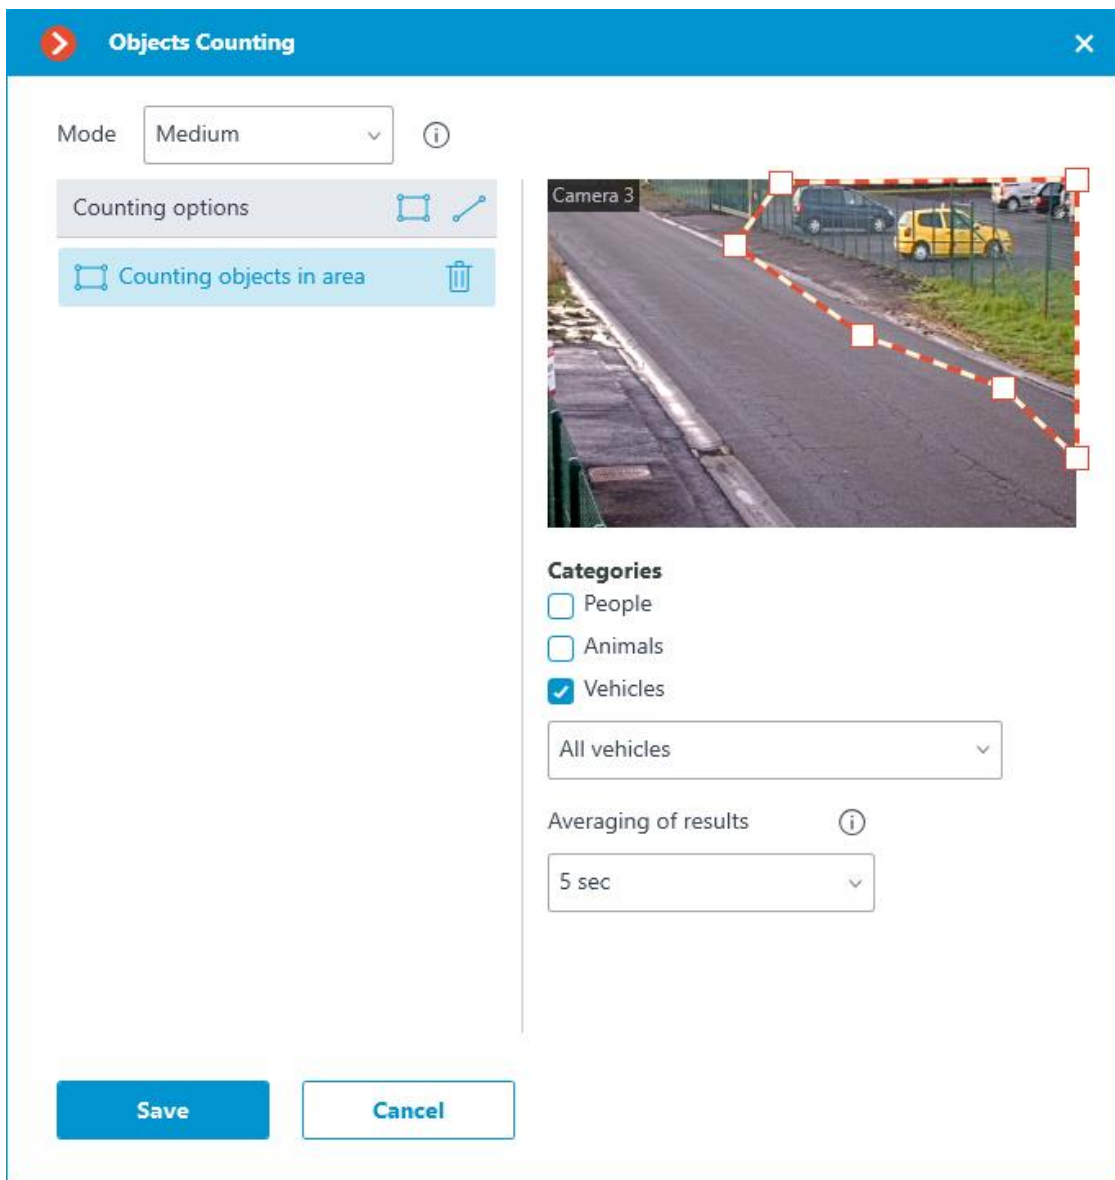 Objects Counting
Mode Medium
Counting options
Counting objects in area
Camera 3
Categories
People
Animals
Vehicles
All vehicles
Averaging of results
5 sec
Save Cancel